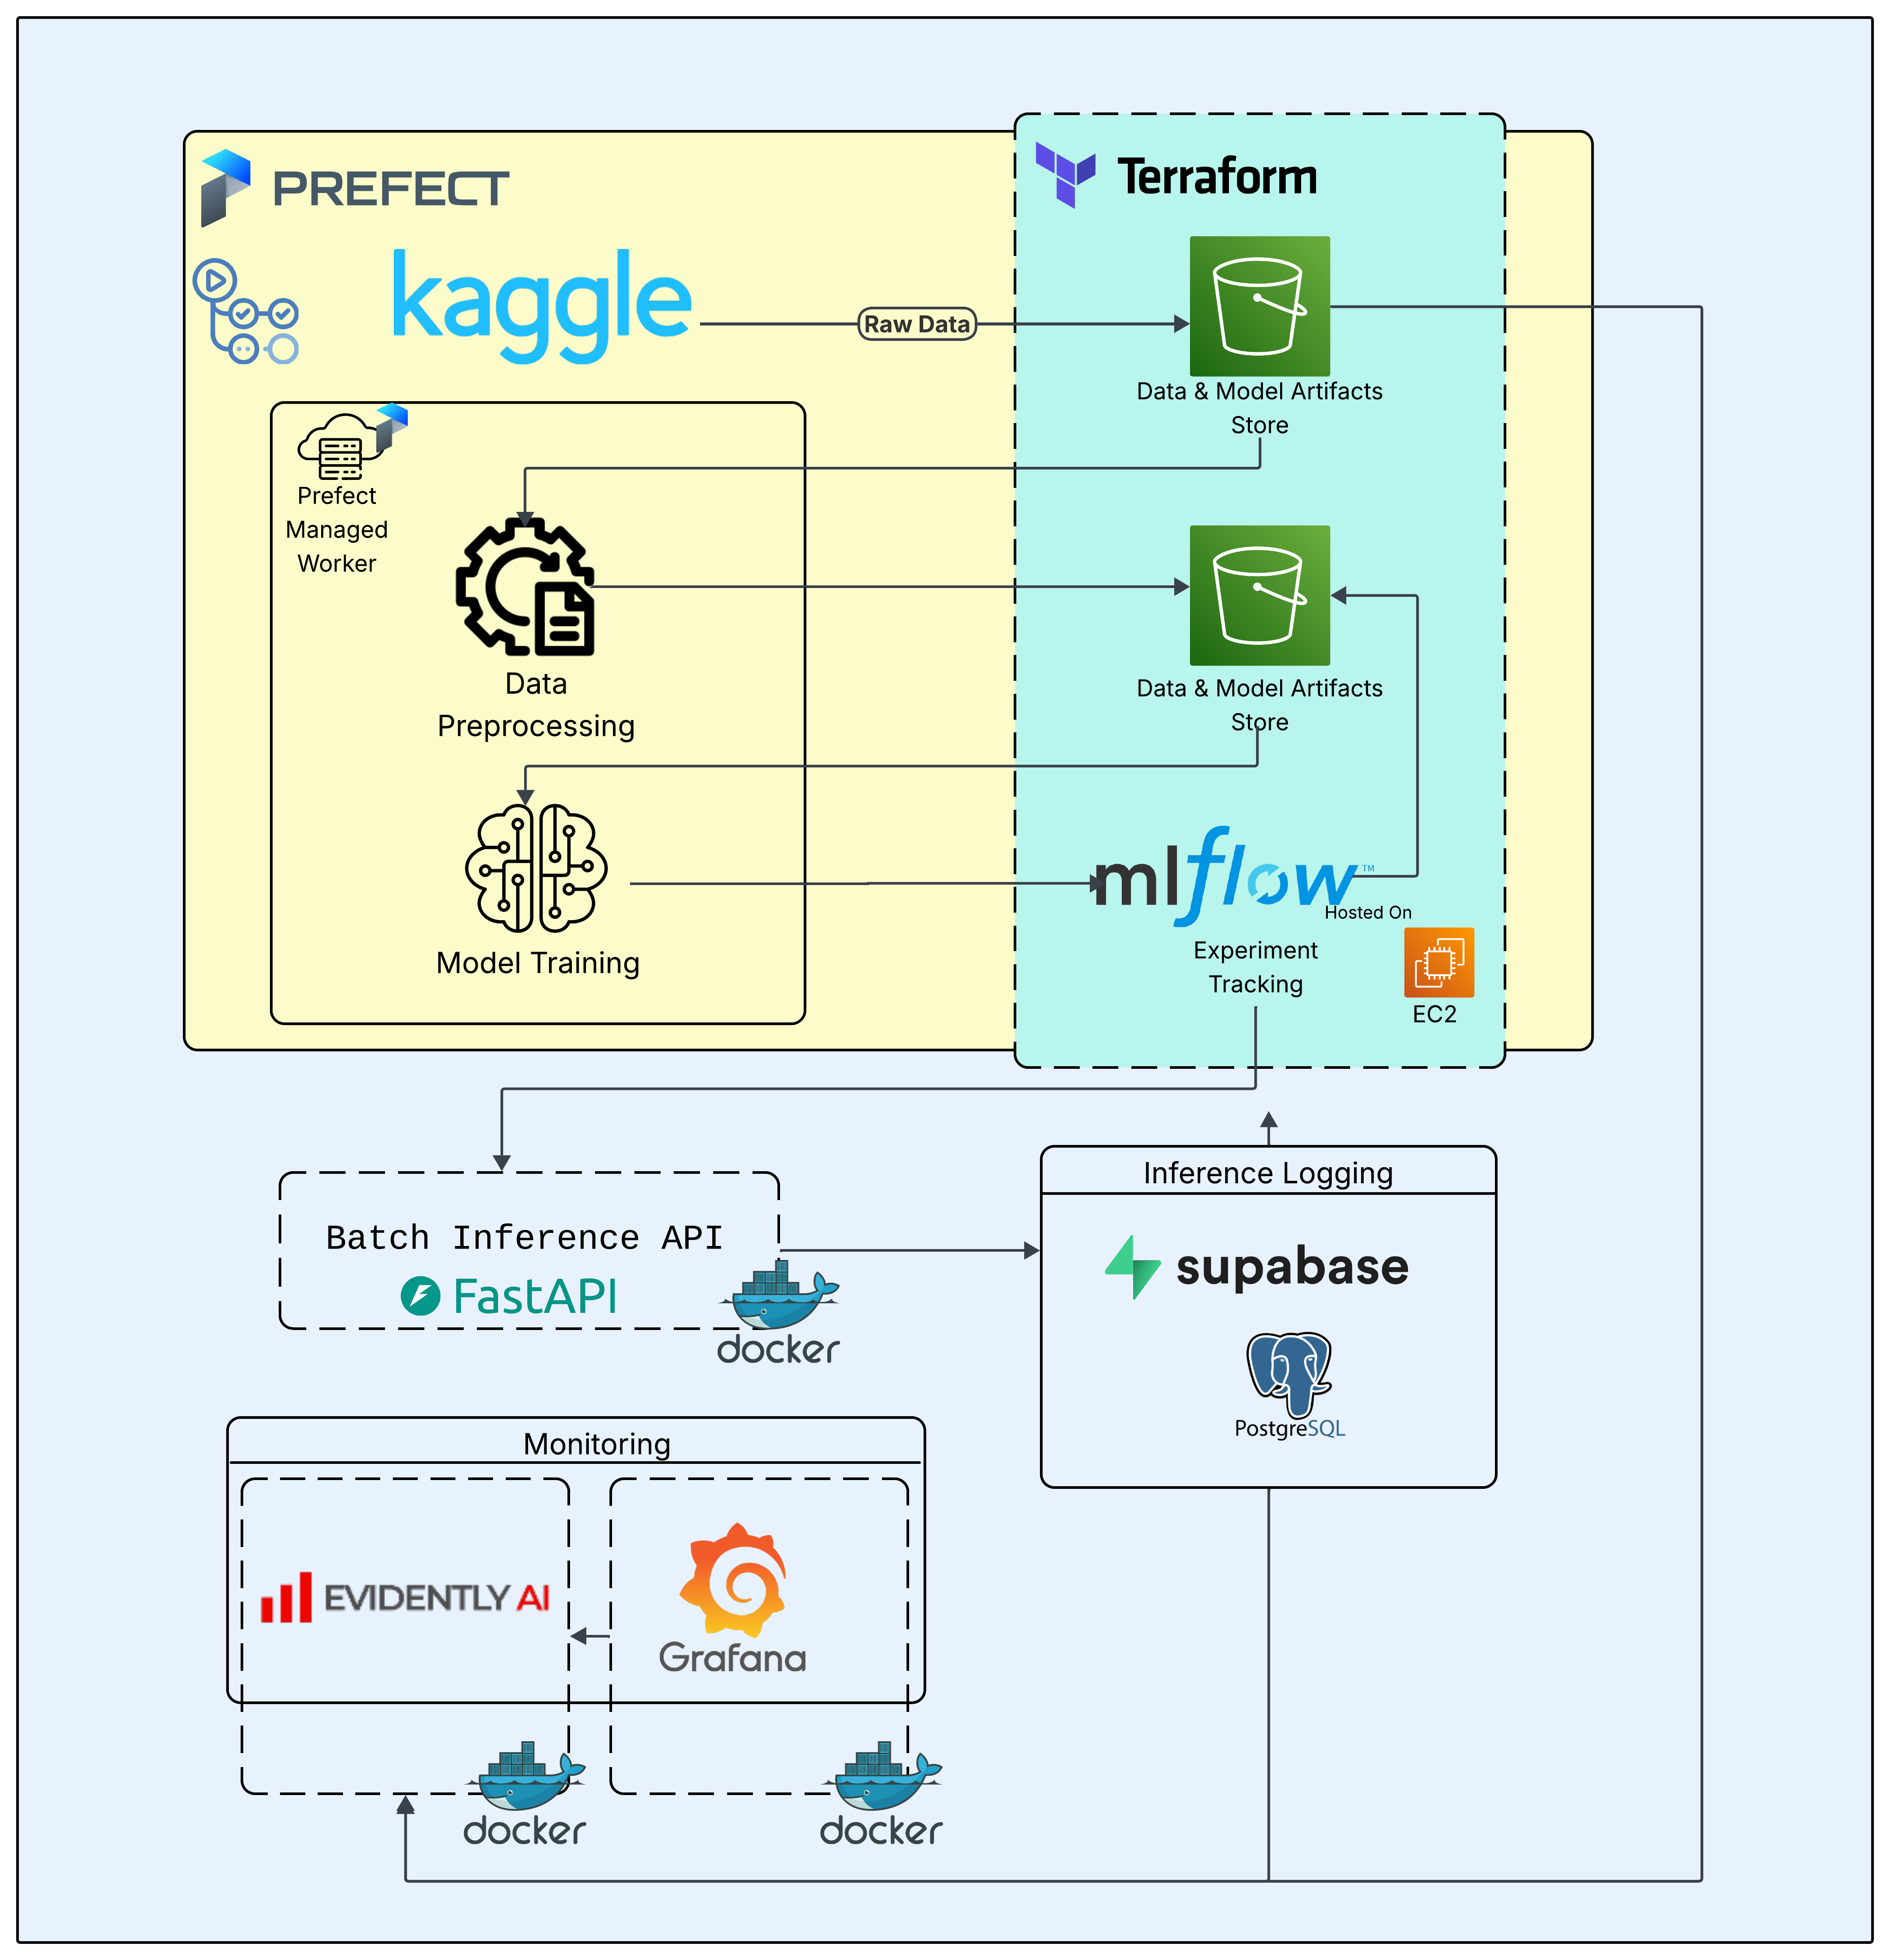 PREFECT
Terraform
kaggle
Raw Data
Data & Model Artifacts
Store
Prefect
Managed
Worker
Data
Preprocessing
Data & Model Artifacts
Store
mlflow™
Hosted On
Model Training
Experiment
Tracking
EC2
Batch Inference API
FastAPI
docker
Inference Logging
supabase
PostgreSQL
Monitoring
EVIDENTLY AI
Grafana
docker
docker